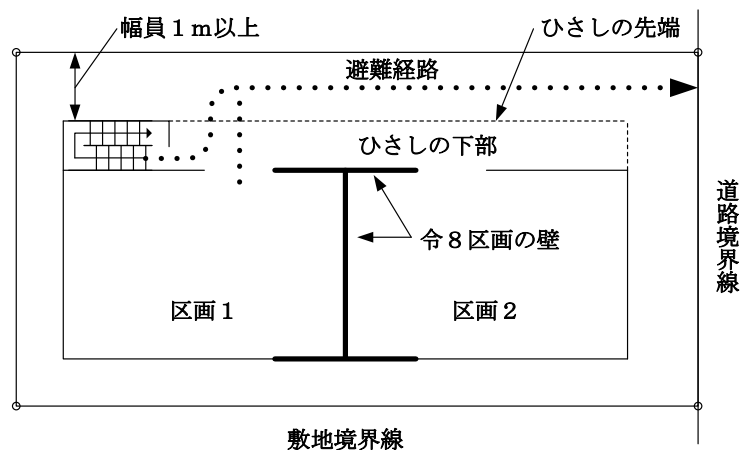 幅員１ｍ以上
ひさしの先端
避難経路
ひさしの下部
道路境界線
令８区画の壁
区画１
区画２
敷地境界線